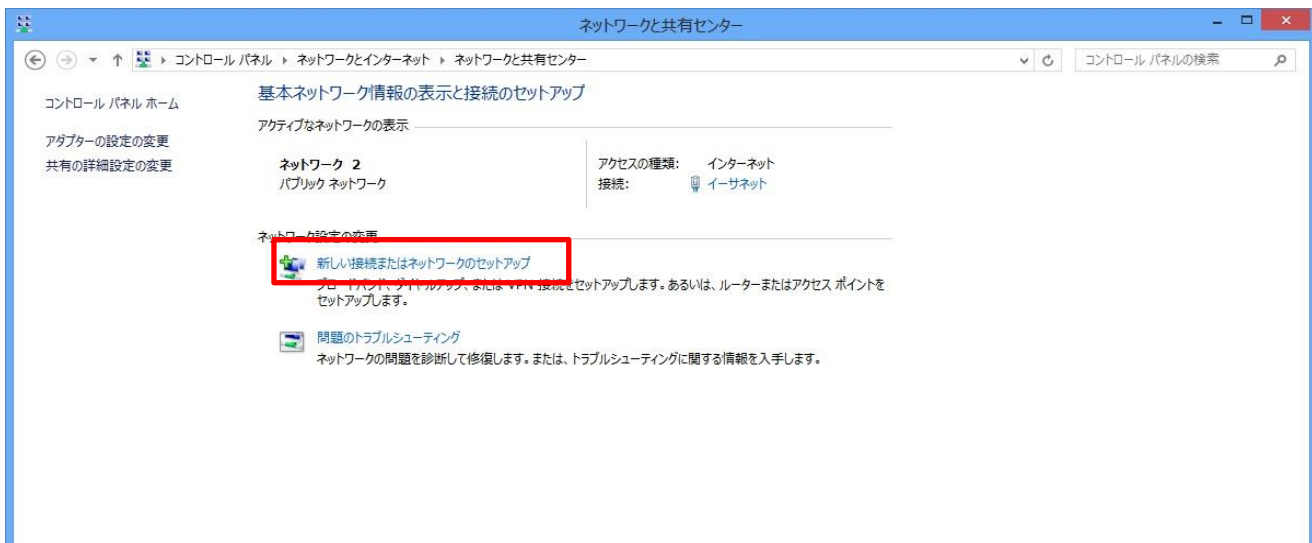 ネットワークと共有センター
コントロール パネル ネットワークとインターネット ネットワークと共有センター
コントロール パネルの検索
コントロール パネル ホーム
アダプターの設定の変更
共有の詳細設定の変更
基本ネットワーク情報の表示と接続のセットアップ
アクティブなネットワークの表示
ネットワーク 2
パブリック ネットワーク
アクセスの種類: インターネット
接続: イーサネット
ネットワーク設定の変更
新しい接続またはネットワークのセットアップ
ブロードバンド、ダイヤルアップ、または VPN 接続をセットアップします。あるいは、ルーターまたはアクセス ポイントを
セットアップします。
問題のトラブルシューティング
ネットワークの問題を診断して修復します。または、トラブルシューティングに関する情報を入手します。